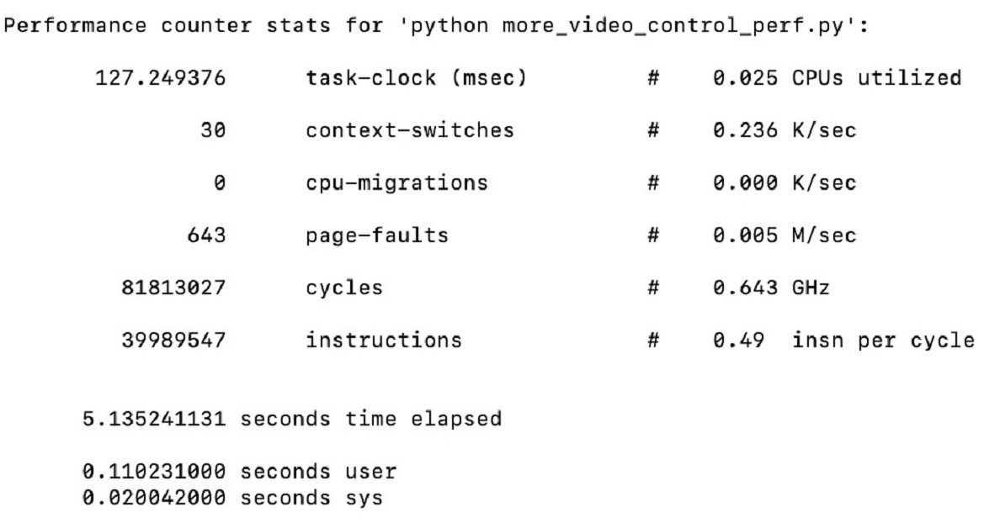 Performance counter stats for 'python more_video_control_perf.py':
127.249376 task-clock (msec) # 0.025 CPUs utilized
30 context-switches # 0.236 K/sec
0 cpu-migrations # 0.000 K/sec
643 page-faults # 0.005 M/sec
81813027 cycles # 0.643 GHz
39989547 instructions # 0.49 insn per cycle
5.135241131 seconds time elapsed
0.110231000 seconds user
0.020042000 seconds sys